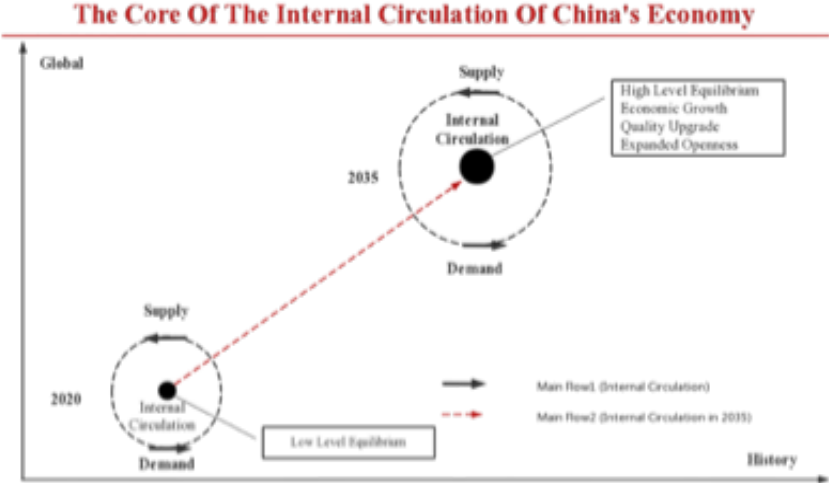 The Core Of The Internal Circulation Of China's Economy
Global
Supply
Internal
Circulation
High Level Equilibrium
Economic Growth
Quality Upgrade
Expanded Openness
2035
Demand
Supply
2020
Internal
Circulation
Demand
Low Level Equilibrium
Main Flow1 (Internal Circulation)
Main Flow2 (Internal Circulation in 2035)
History